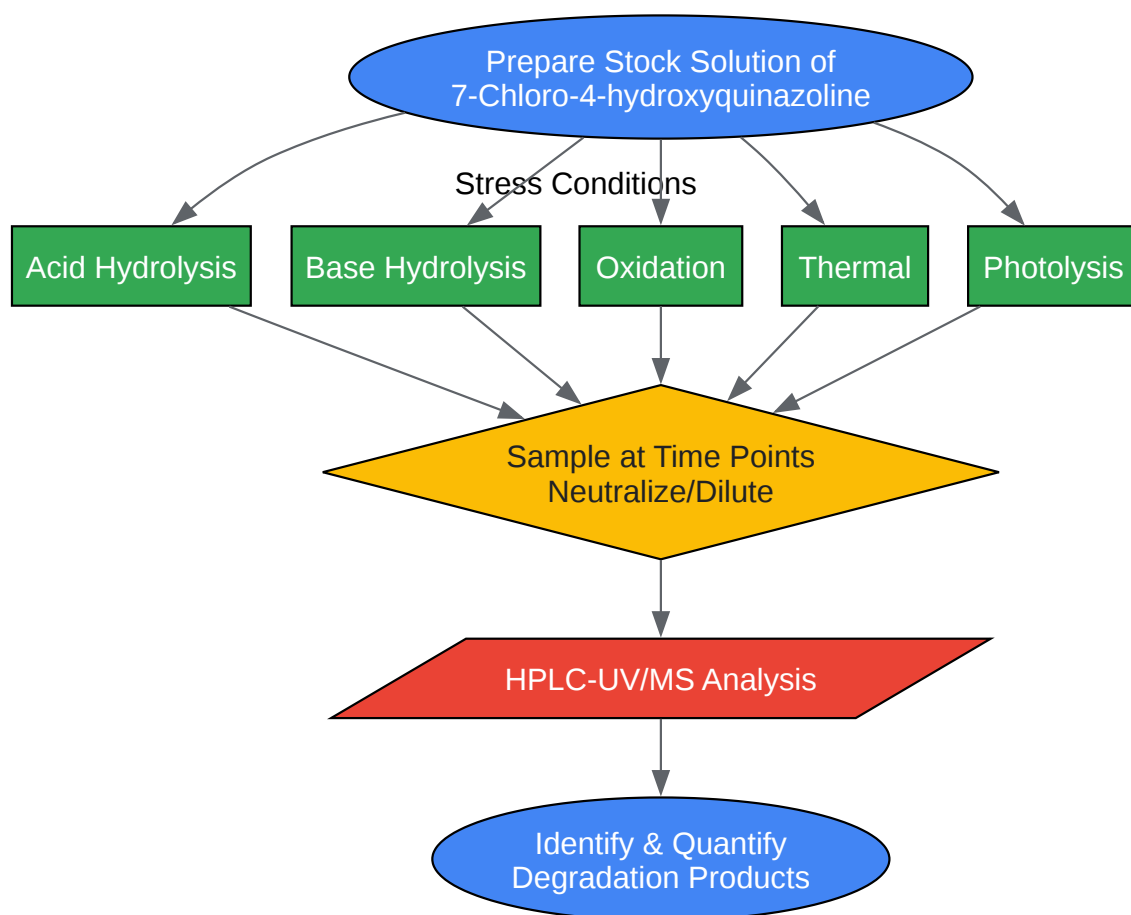 Prepare Stock Solution of
7-Chloro-4-hydroxyquinazoline
Stress Conditions
Acid Hydrolysis
Base Hydrolysis
Oxidation
Thermal
Photolysis
Sample at Time Points
Neutralize/Dilute
HPLC-UV/MS Analysis
Identify & Quantify
Degradation Products